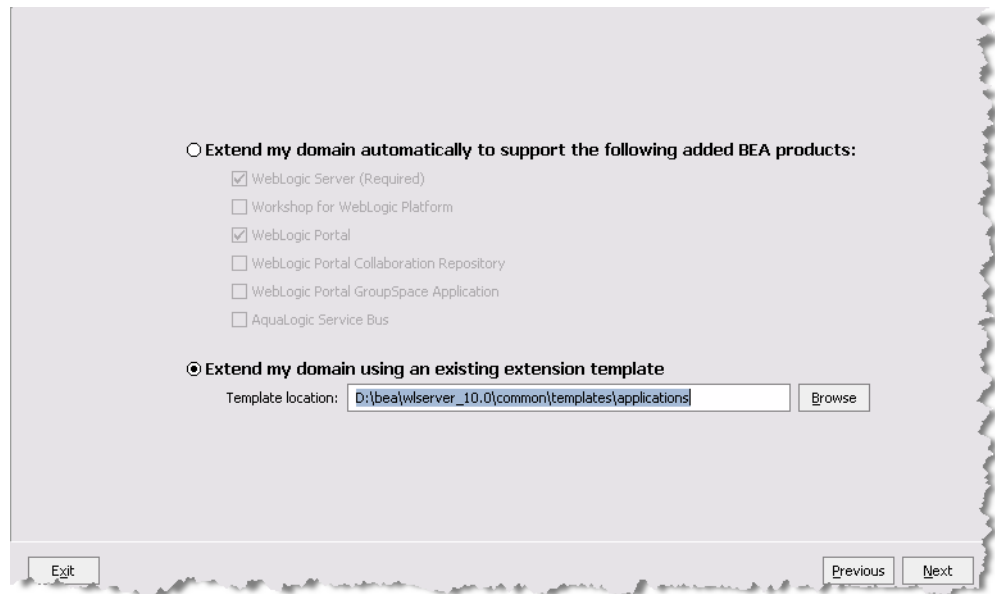 Extend my domain automatically to support the following added BEA products:
WebLogic Server (Required)
Workshop for WebLogic Platform
WebLogic Portal
WebLogic Portal Collaboration Repository
WebLogic Portal GroupSpace Application
AquaLogic Service Bus
Extend my domain using an existing extension template
Template location: D:\bea\wlserver_10.0\common\templates\applications Browse
Exit Previous Next